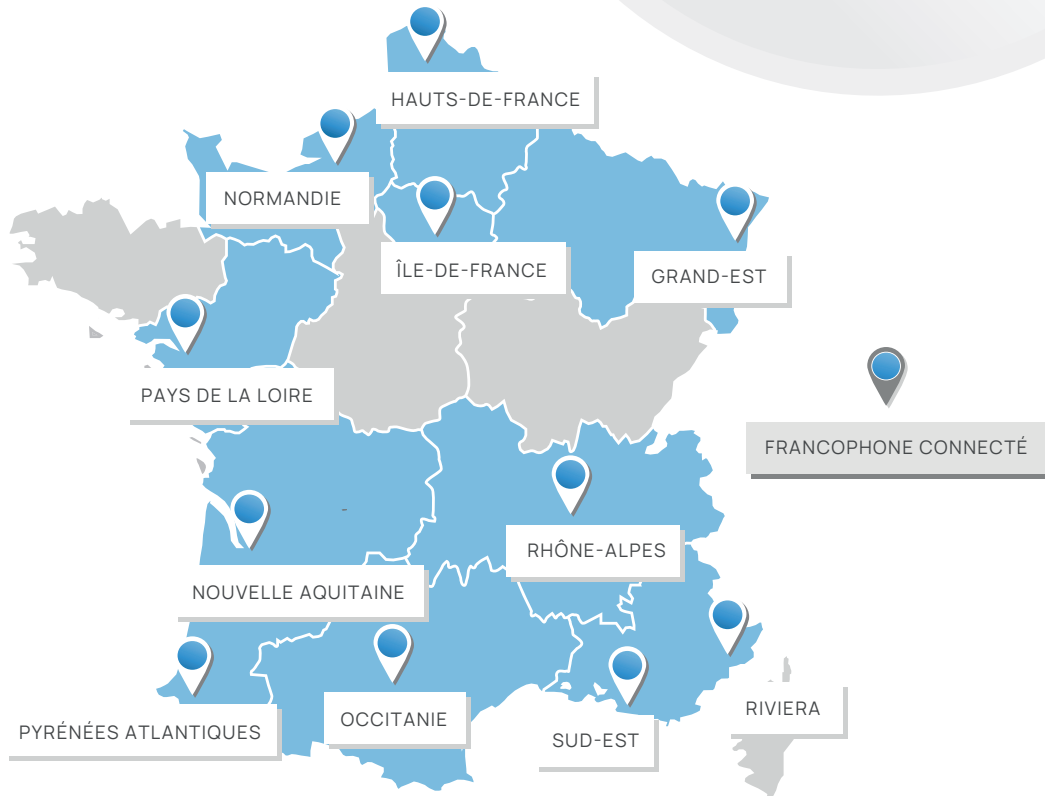 HAUTS-DE-FRANCE
NORMANDIE
ÎLE-DE-FRANCE
GRAND-EST
PAYS DE LA LOIRE
FRANCOPHONE CONNECTÉ
RHÔNE-ALPES
NOUVELLE AQUITAINE
PYRÉNÉES ATLANTIQUES
OCCITANIE
SUD-EST
RIVIERA